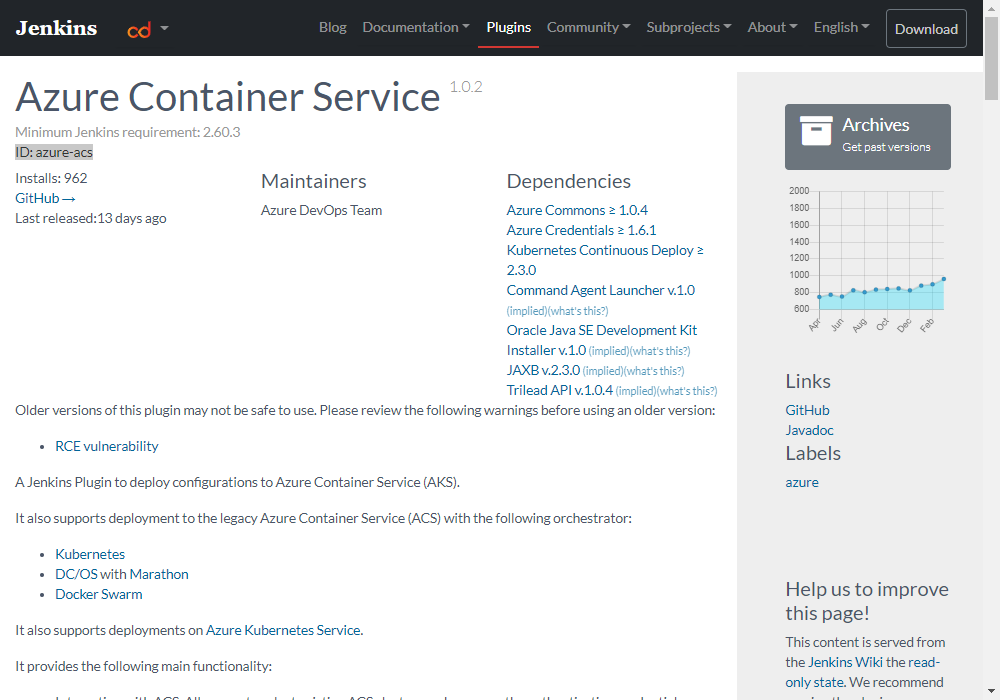 Jenkins
cd
Blog Documentation Plugins Community Subprojects About English Download
Azure Container Service 1.0.2
Minimum Jenkins requirement: 2.60.3
ID: azure-acs
Installs: 962
GitHub →
Last released:13 days ago
Maintainers
Azure DevOps Team
Dependencies
Azure Commons ≥ 1.0.4
Azure Credentials ≥ 1.6.1
Kubernetes Continuous Deploy ≥
2.3.0
Command Agent Launcher v.1.0
(implied)(what's this?)
Oracle Java SE Development Kit
Installer v.1.0 (implied)(what's this?)
JAXB v.2.3.0 (implied)(what's this?)
Trilead API v.1.0.4 (implied)(what's this?)
Older versions of this plugin may not be safe to use. Please review the following warnings before using an older version:
• RCE vulnerability
A Jenkins Plugin to deploy configurations to Azure Container Service (AKS).
It also supports deployment to the legacy Azure Container Service (ACS) with the following orchestrator:
• Kubernetes
• DC/OS with Marathon
• Docker Swarm
It also supports deployments on Azure Kubernetes Service.
It provides the following main functionality:
Archives
Get past versions
2000
1800
1600
1400
1200
1000
800
600
Apr Jun Aug Oct Dec Feb
Links
GitHub
Javadoc
Labels
azure
Help us to improve
this page!
This content is served from
the Jenkins Wiki the read-
only state. We recommend